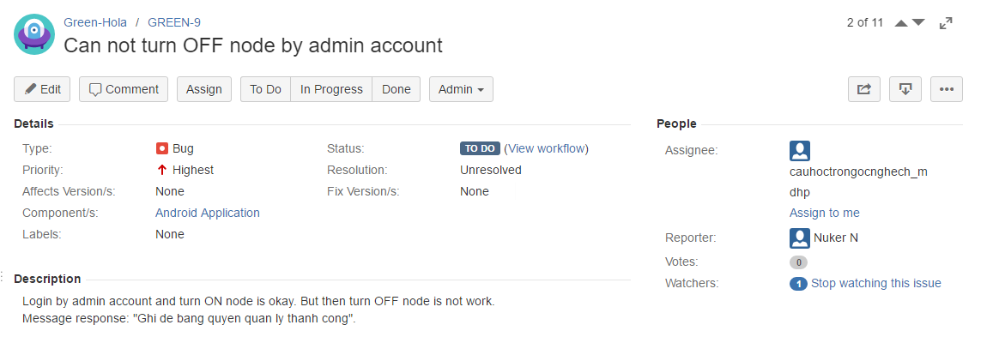 Green-Hola / GREEN-9
2 of 11
Can not turn OFF node by admin account
Edit Comment Assign To Do In Progress Done Admin
Details
Type: Bug Status: TO DO (View workflow)
Priority: Highest Resolution: Unresolved
Affects Version/s: None Fix Version/s: None
Component/s: Android Application
Labels: None
People
Assignee:
cauhoctrongocnghech_m
dhp
Assign to me
Reporter: Nuker N
Votes: 0
Watchers: 1 Stop watching this issue
Description
Login by admin account and turn ON node is okay. But then turn OFF node is not work.
Message response: "Ghi de bang quyen quan ly thanh cong".